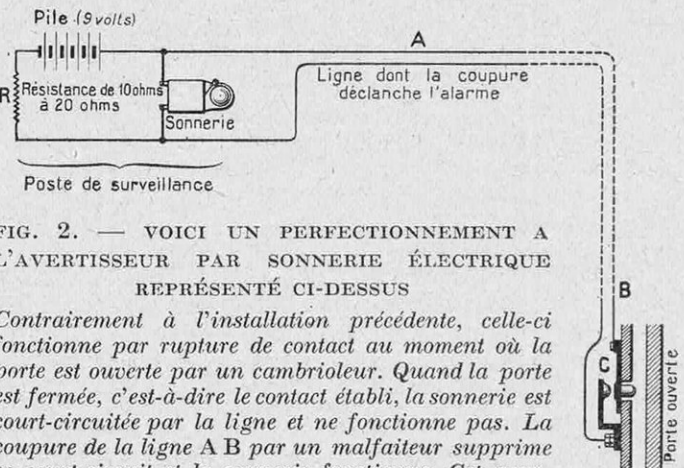 Pile (9 volts)
A
R
Résistance de 10 ohms
à 20 ohms
Sonnerie
Ligne dont la coupure
déclanche l'alarme
Poste de surveillance
B
C
Porte ouverte
FIG. 2. — VOICI UN PERFECTIONNEMENT A
L'AVERTISSEUR PAR SONNERIE ÉLECTRIQUE
REPRÉSENTÉ CI-DESSUS
Contrairement à l'installation précédente, celle-ci
fonctionne par rupture de contact au moment où la
porte est ouverte par un cambrioleur. Quand la porte
est fermée, c'est-à-dire le contact établi, la sonnerie est
court-circuitée par la ligne et ne fonctionne pas. La
coupure de la ligne A B par un malfaiteur supprime